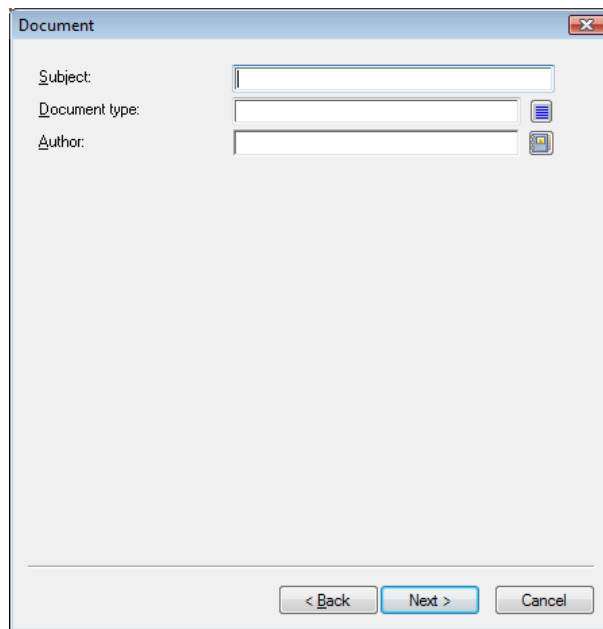 Document
Subject:
Document type:
Author:
< Back Next > Cancel